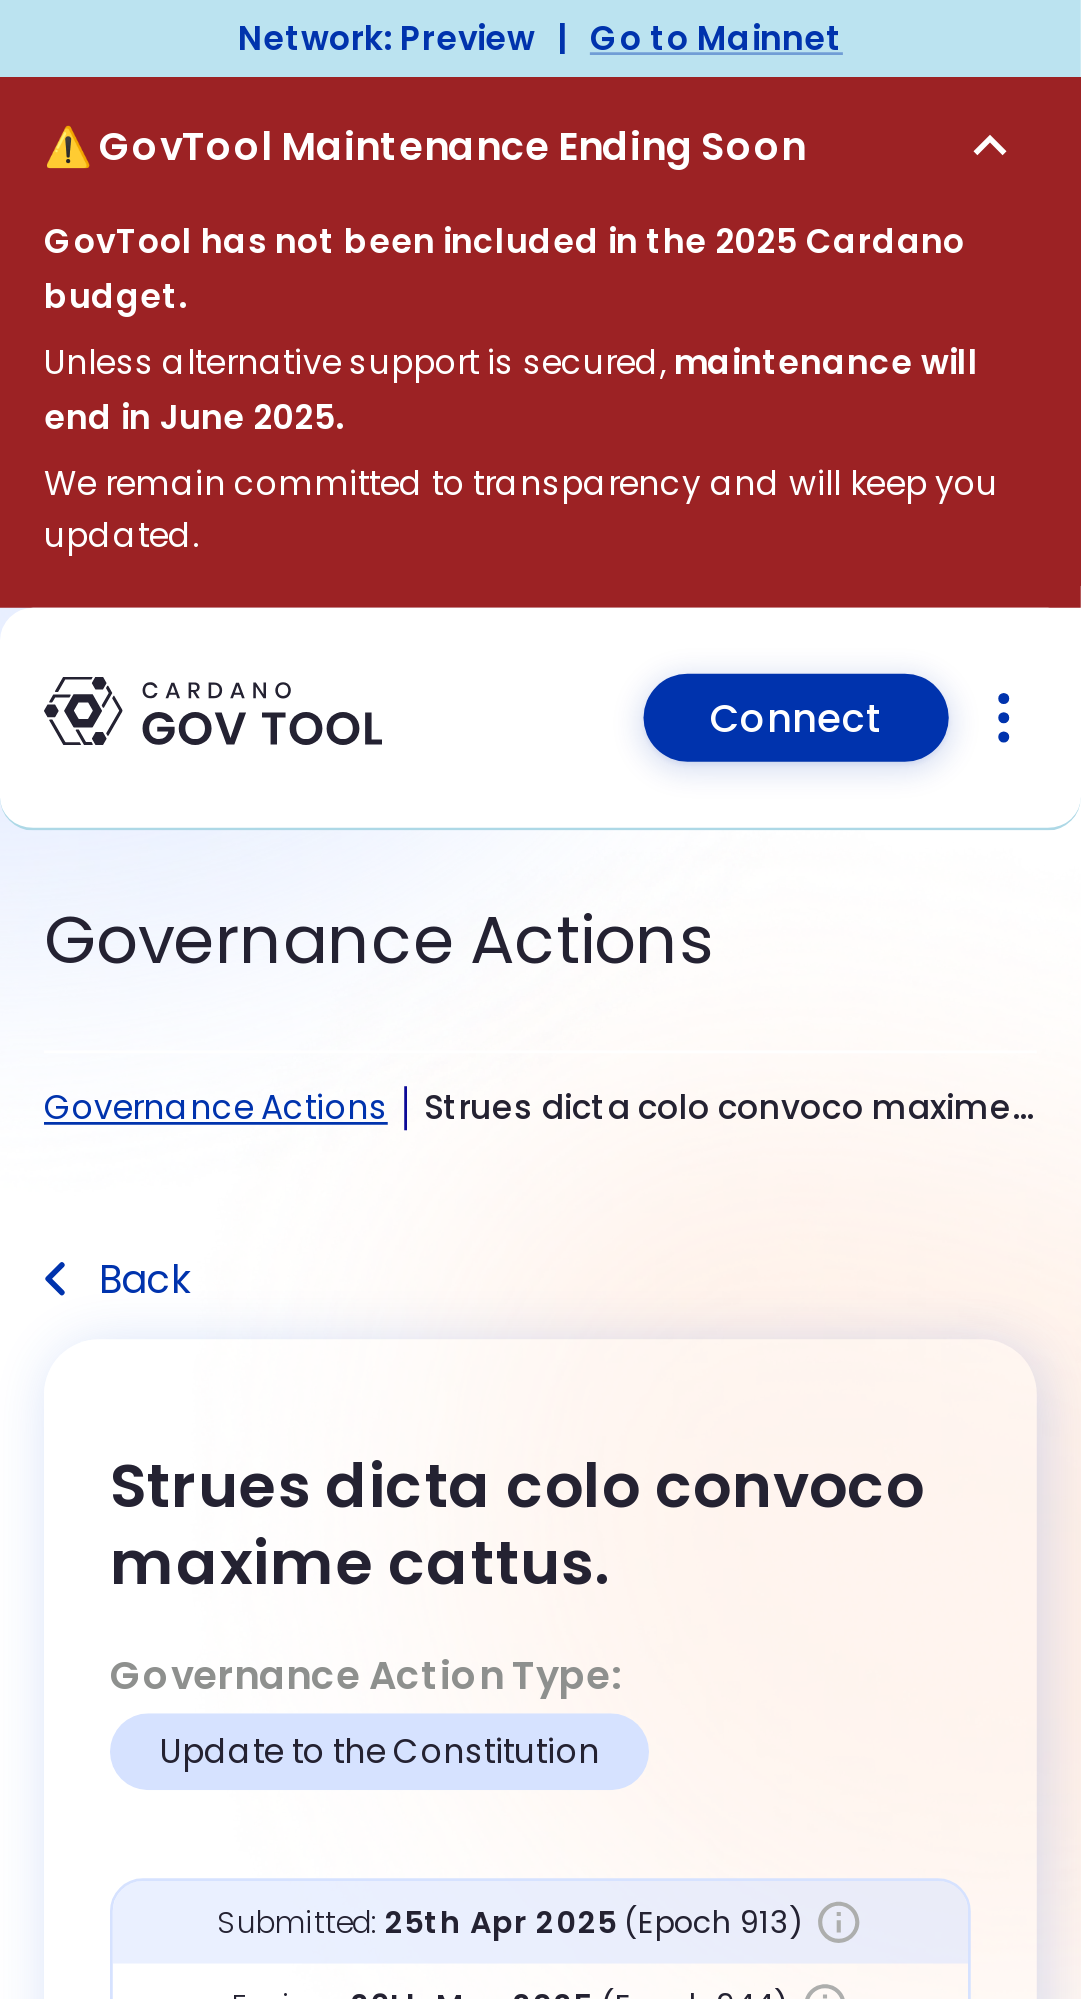 Network: Preview | Go to Mainnet
⚠️ GovTool Maintenance Ending Soon
GovTool has not been included in the 2025 Cardano
budget.
Unless alternative support is secured, maintenance will
end in June 2025.
We remain committed to transparency and will keep you
updated.
CARDANO
GOV TOOL
Connect
Governance Actions
Governance Actions | Strues dicta colo convoco maxime...
Back
Strues dicta colo convoco
maxime cattus.
Governance Action Type:
Update to the Constitution
Submitted: 25th Apr 2025 (Epoch 913)